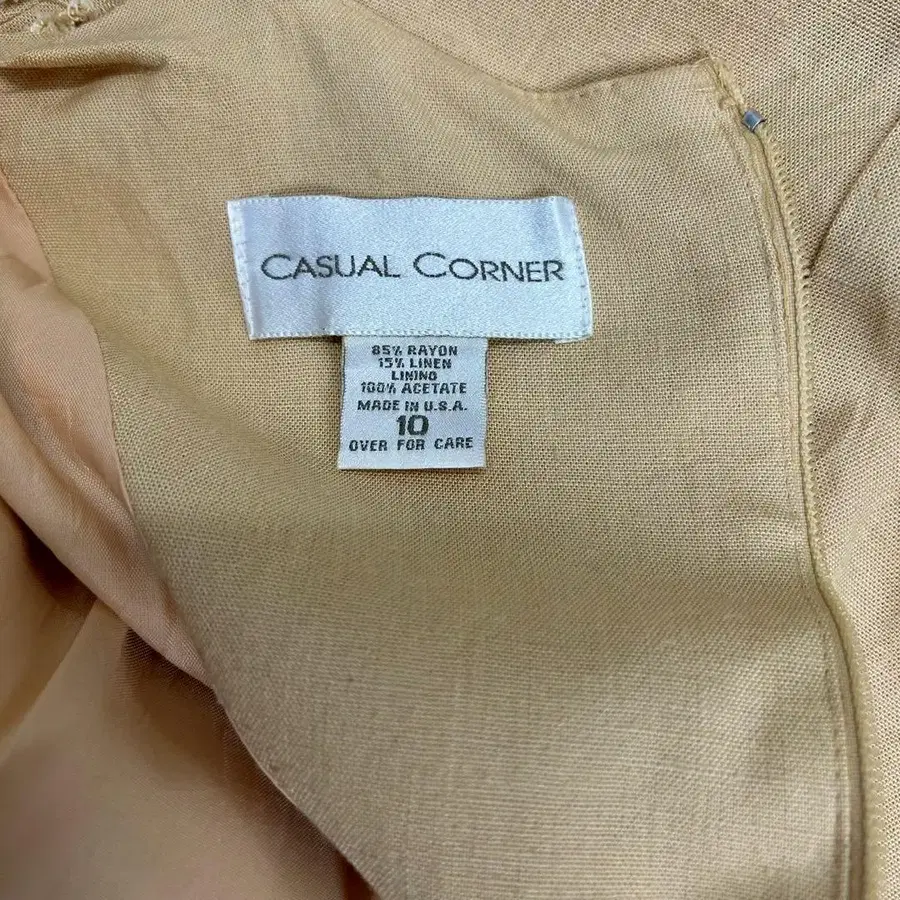 CASUAL CORNER
85% RAYON
15% LINEN
LINING
100% ACETATE
MADE IN U.S.A.
10
OVER FOR CARE